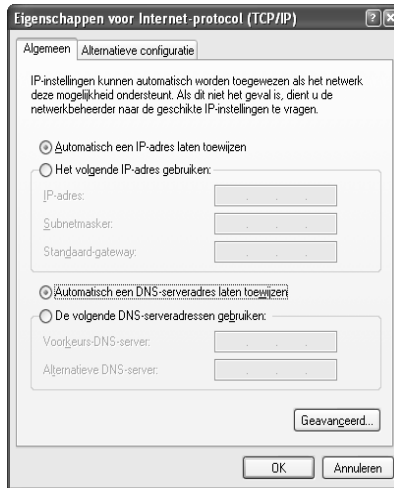 Eigenschappen voor Internet-protocol (TCP/IP)
Algemeen
Alternatieve configuratie
IP-instellingen kunnen automatisch worden toegewezen als het netwerk
deze mogelijkheid ondersteunt. Als dit niet het geval is, dient u de
netwerkbeheerder naar de geschikte IP-instellingen te vragen.
Automatisch een IP-adres laten toewijzen
Het volgende IP-adres gebruiken:
IP-adres:
Subnetmasker:
Standaard-gateway:
Automatisch een DNS-serveradres laten toewijzen
De volgende DNS-serveradressen gebruiken:
Voorkeurs-DNS-server:
Alternatieve DNS-server:
Geavanceerd...
OK
Annuleren